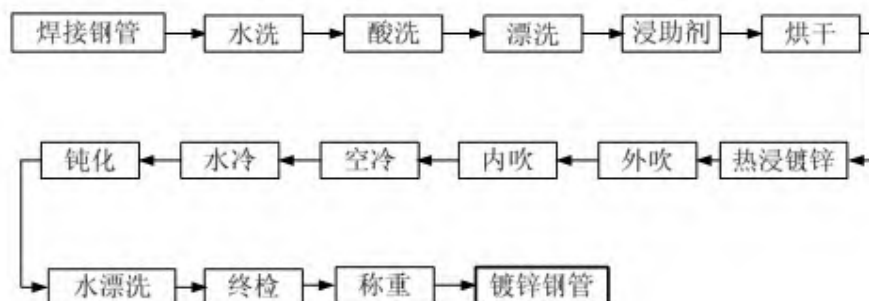 焊接钢管 水洗 酸洗 漂洗 浸助剂 烘干
钝化 水冷 空冷 内吹 外吹 热浸镀锌
水漂洗 终检 称重 镀锌钢管